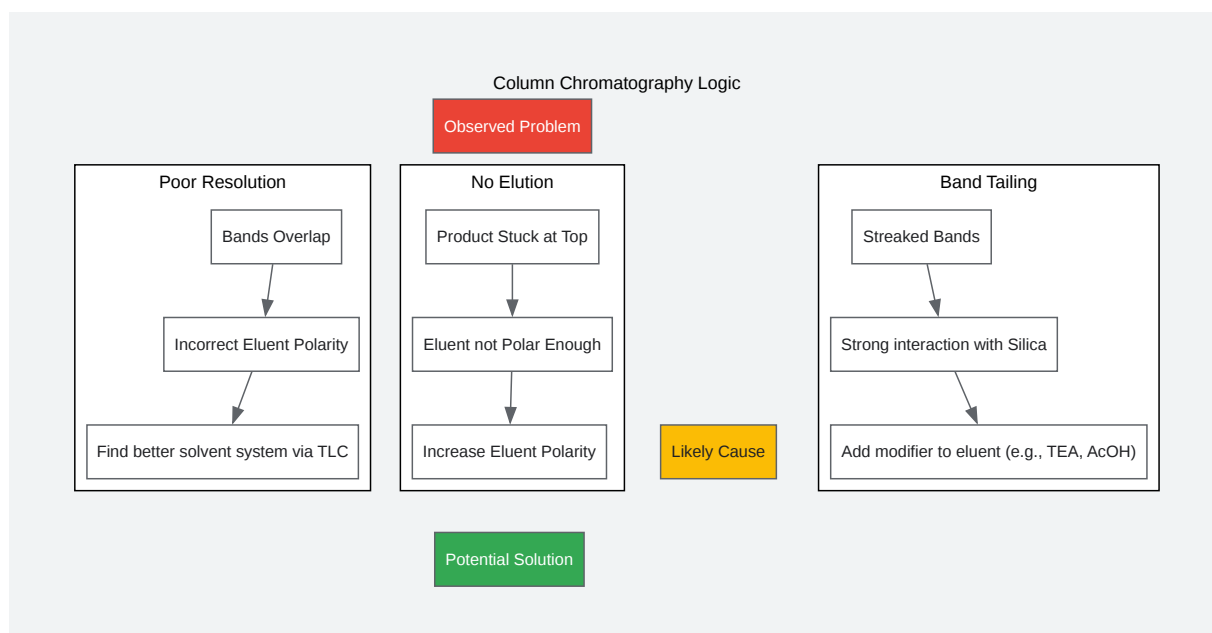 Column Chromatography Logic
Observed Problem
Poor Resolution
Bands Overlap
Incorrect Eluent Polarity
Find better solvent system via TLC
No Elution
Product Stuck at Top
Eluent not Polar Enough
Increase Eluent Polarity
Likely Cause
Band Tailing
Streaked Bands
Strong interaction with Silica
Add modifier to eluent (e.g., TEA, AcOH)
Potential Solution